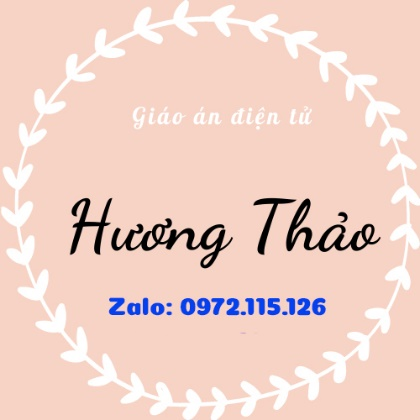 Giáo án điện tử
Hương Thảo
Zalo: 0972.115.126